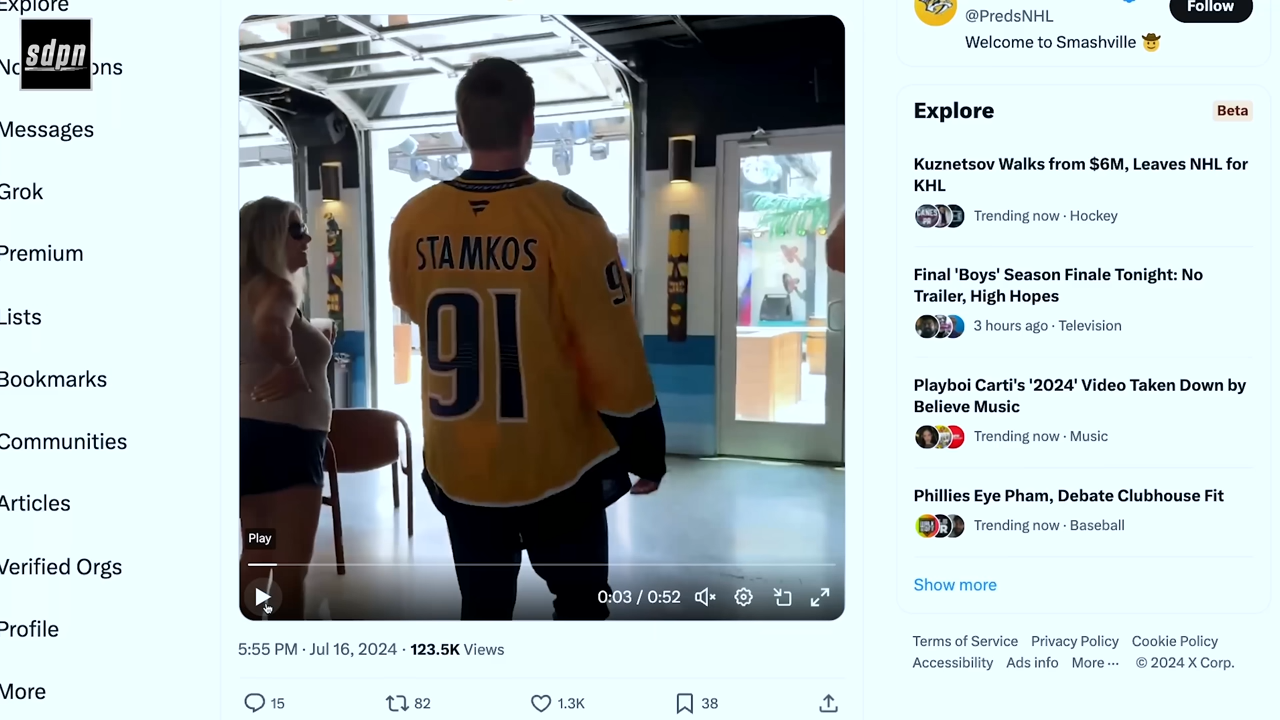 Explore
sdpn
Messages
Grok
Premium
Lists
Bookmarks
Communities
Articles
Verified Orgs
Profile
More
STAMKOS
91
Play
0:03 / 0:52
5:55 PM · Jul 16, 2024 · 123.5K Views
15
82
1.3K
38
@PredsNHL
Follow
Welcome to Smashville 🤠
Explore
Beta
Kuznetsov Walks from $6M, Leaves NHL for
KHL
Trending now · Hockey
Final 'Boys' Season Finale Tonight: No
Trailer, High Hopes
3 hours ago · Television
Playboi Carti's '2024' Video Taken Down by
Believe Music
Trending now · Music
Phillies Eye Pham, Debate Clubhouse Fit
Trending now · Baseball
Show more
Terms of Service Privacy Policy Cookie Policy
Accessibility Ads info More ··· © 2024 X Corp.